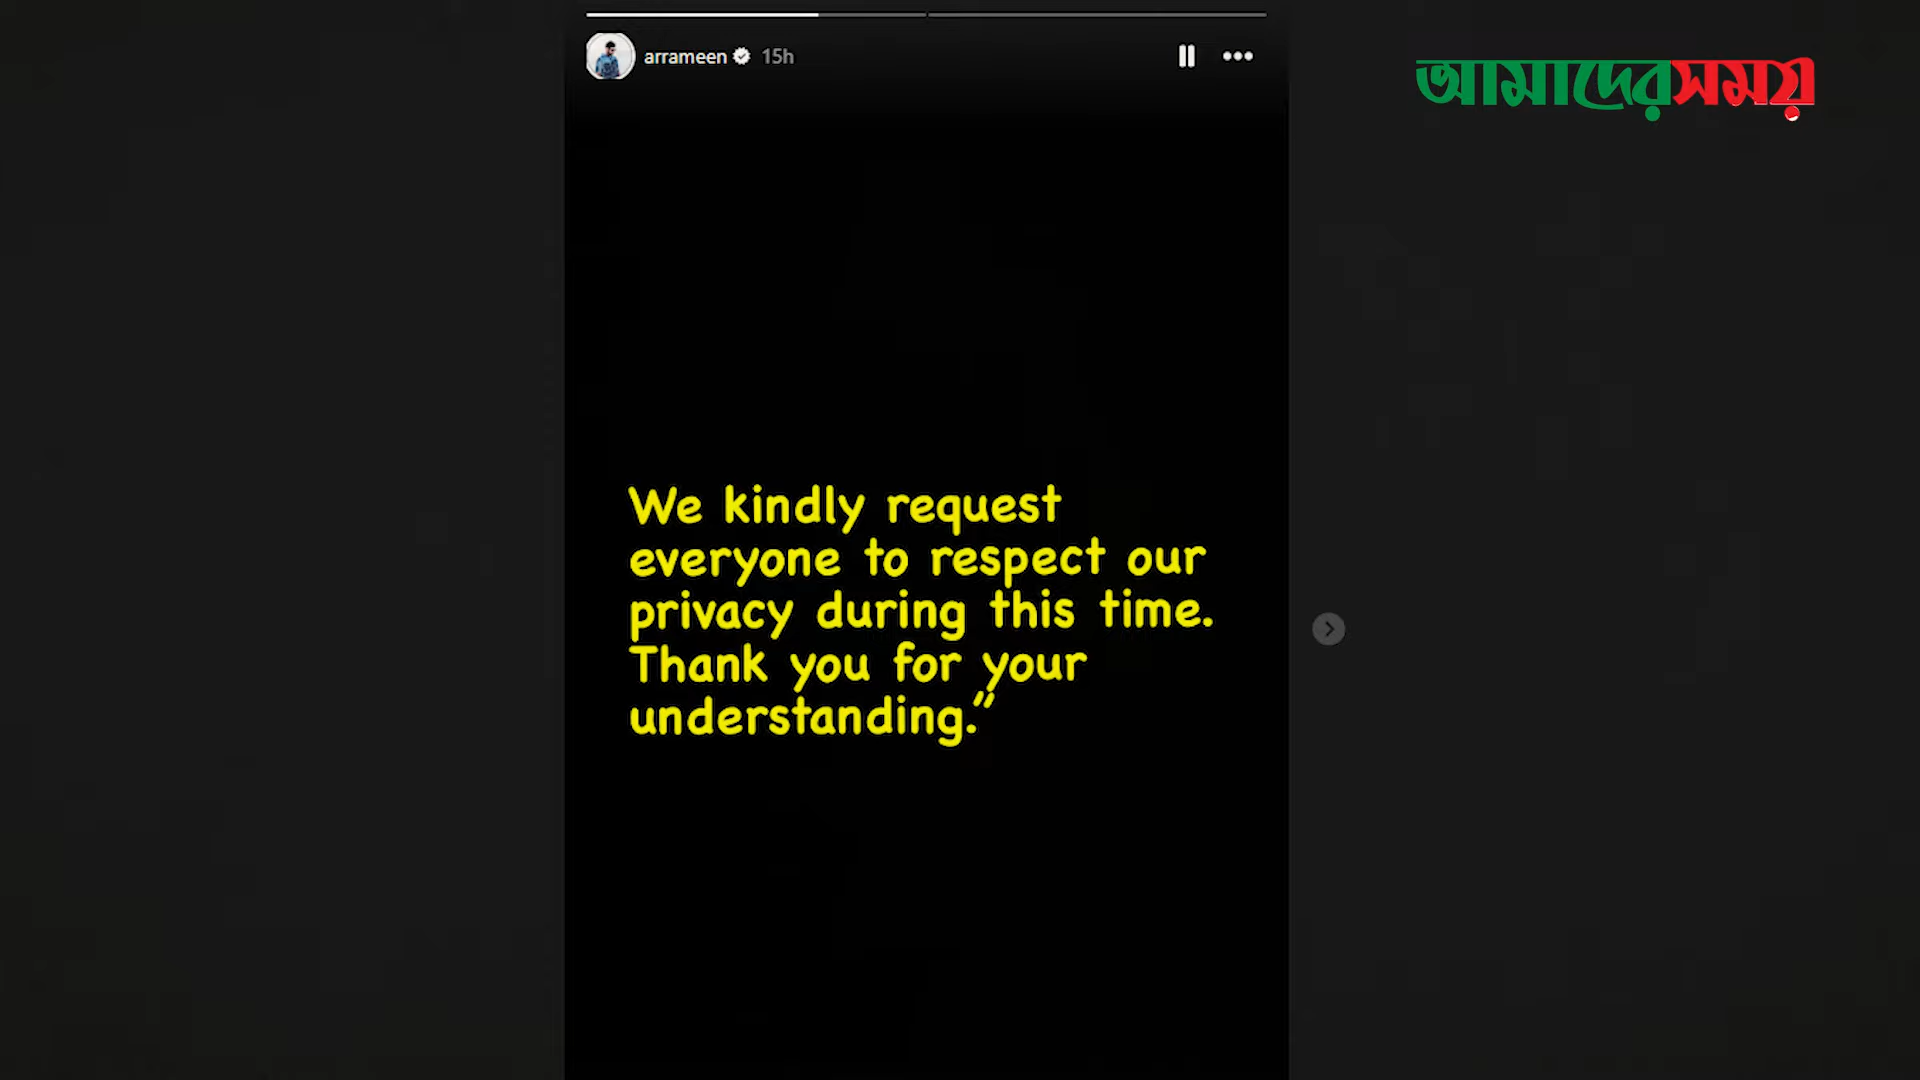 arrameen 15h
আমাদের সময়
We kindly request
everyone to respect our
privacy during this time.
Thank you for your
understanding.”